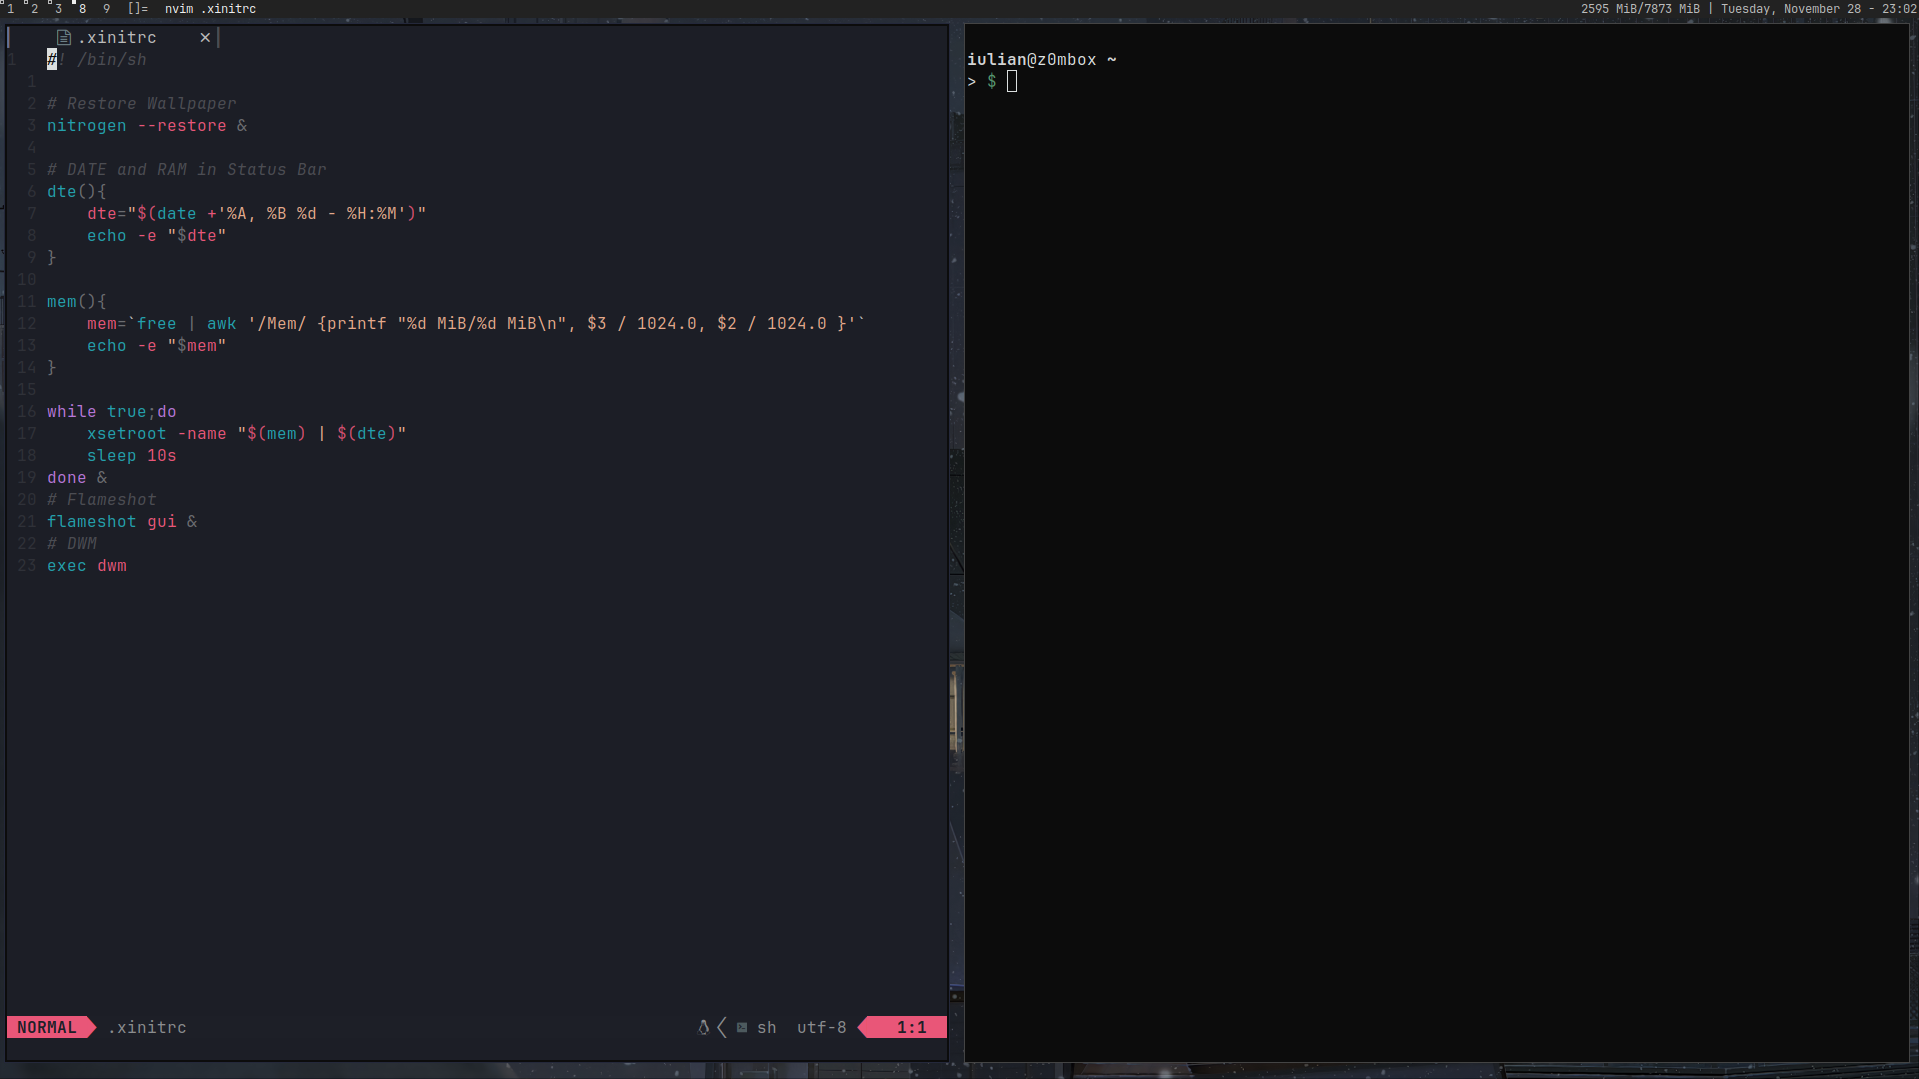 1 2 3 8 9 []= nvim .xinitrc 2595 MiB/7873 MiB | Tuesday, November 28 - 23:02
.xinitrc ✕
1 #! /bin/sh
1
2 # Restore Wallpaper
3 nitrogen --restore &
4
5 # DATE and RAM in Status Bar
6 dte(){
7     dte="$(date +'%A, %B %d - %H:%M')"
8     echo -e "$dte"
9 }
10
11 mem(){
12     mem=`free | awk '/Mem/ {printf "%d MiB/%d MiB\n", $3 / 1024.0, $2 / 1024.0 }'`
13     echo -e "$mem"
14 }
15
16 while true;do
17     xsetroot -name "$(mem) | $(dte)"
18     sleep 10s
19 done &
20 # Flameshot
21 flameshot gui &
22 # DWM
23 exec dwm
NORMAL .xinitrc sh utf-8 1:1
iulian@z0mbox ~
> $